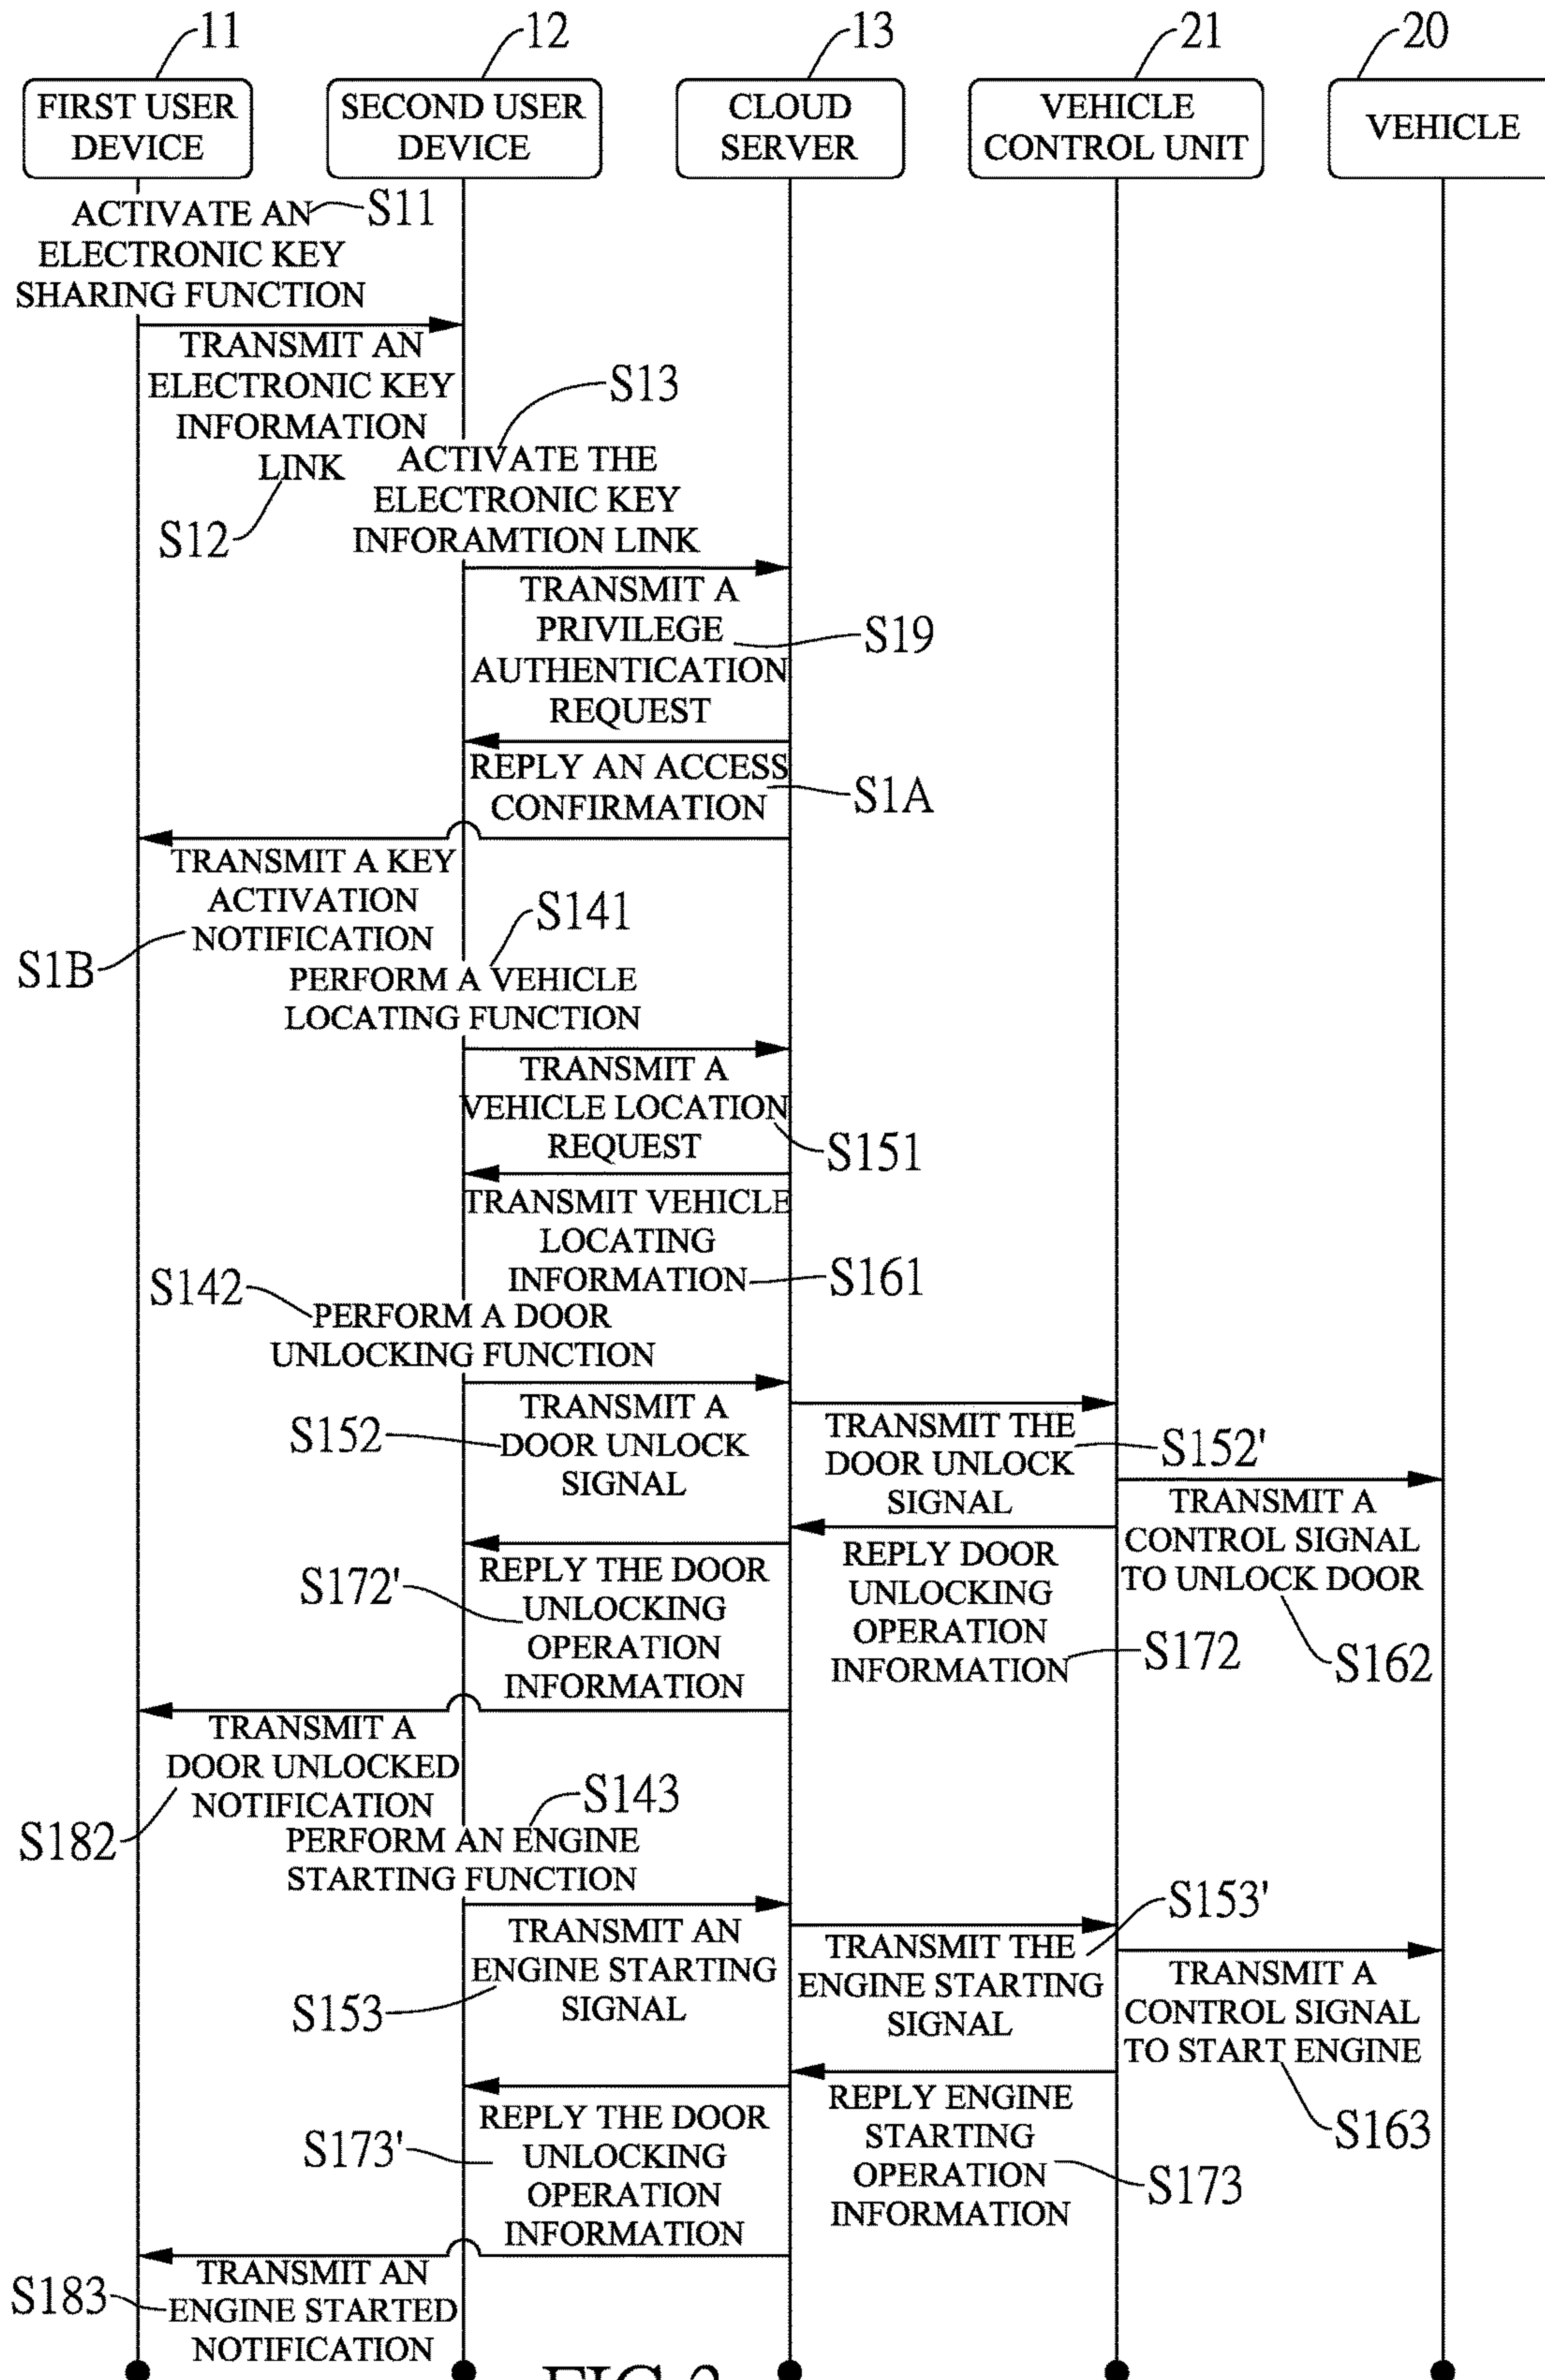 11
12
13
21
20
FIRST USER
DEVICE
SECOND USER
DEVICE
CLOUD
SERVER
VEHICLE
CONTROL UNIT
VEHICLE
ACTIVATE AN
ELECTRONIC KEY
SHARING FUNCTION
S11
TRANSMIT AN
ELECTRONIC KEY
INFORMATION
LINK
S12
S13
ACTIVATE THE
ELECTRONIC KEY
INFORAMTION LINK
TRANSMIT A
PRIVILEGE
AUTHENTICATION
REQUEST
S19
REPLY AN ACCESS
CONFIRMATION
S1A
TRANSMIT A KEY
ACTIVATION
NOTIFICATION
S1B
S141
PERFORM A VEHICLE
LOCATING FUNCTION
TRANSMIT A
VEHICLE LOCATION
REQUEST
S151
TRANSMIT VEHICLE
LOCATING
INFORMATION
S161
S142
PERFORM A DOOR
UNLOCKING FUNCTION
TRANSMIT A
DOOR UNLOCK
SIGNAL
S152
TRANSMIT THE
DOOR UNLOCK
SIGNAL
S152'
TRANSMIT A
CONTROL SIGNAL
TO UNLOCK DOOR
S162
REPLY DOOR
UNLOCKING
OPERATION
INFORMATION
S172
REPLY THE DOOR
UNLOCKING
OPERATION
INFORMATION
S172'
TRANSMIT A
DOOR UNLOCKED
NOTIFICATION
S182
S143
PERFORM AN ENGINE
STARTING FUNCTION
TRANSMIT AN
ENGINE STARTING
SIGNAL
S153
TRANSMIT THE
ENGINE STARTING
SIGNAL
S153'
TRANSMIT A
CONTROL SIGNAL
TO START ENGINE
S163
REPLY ENGINE
STARTING
OPERATION
INFORMATION
S173
REPLY THE DOOR
UNLOCKING
OPERATION
INFORMATION
S173'
TRANSMIT AN
ENGINE STARTED
NOTIFICATION
S183